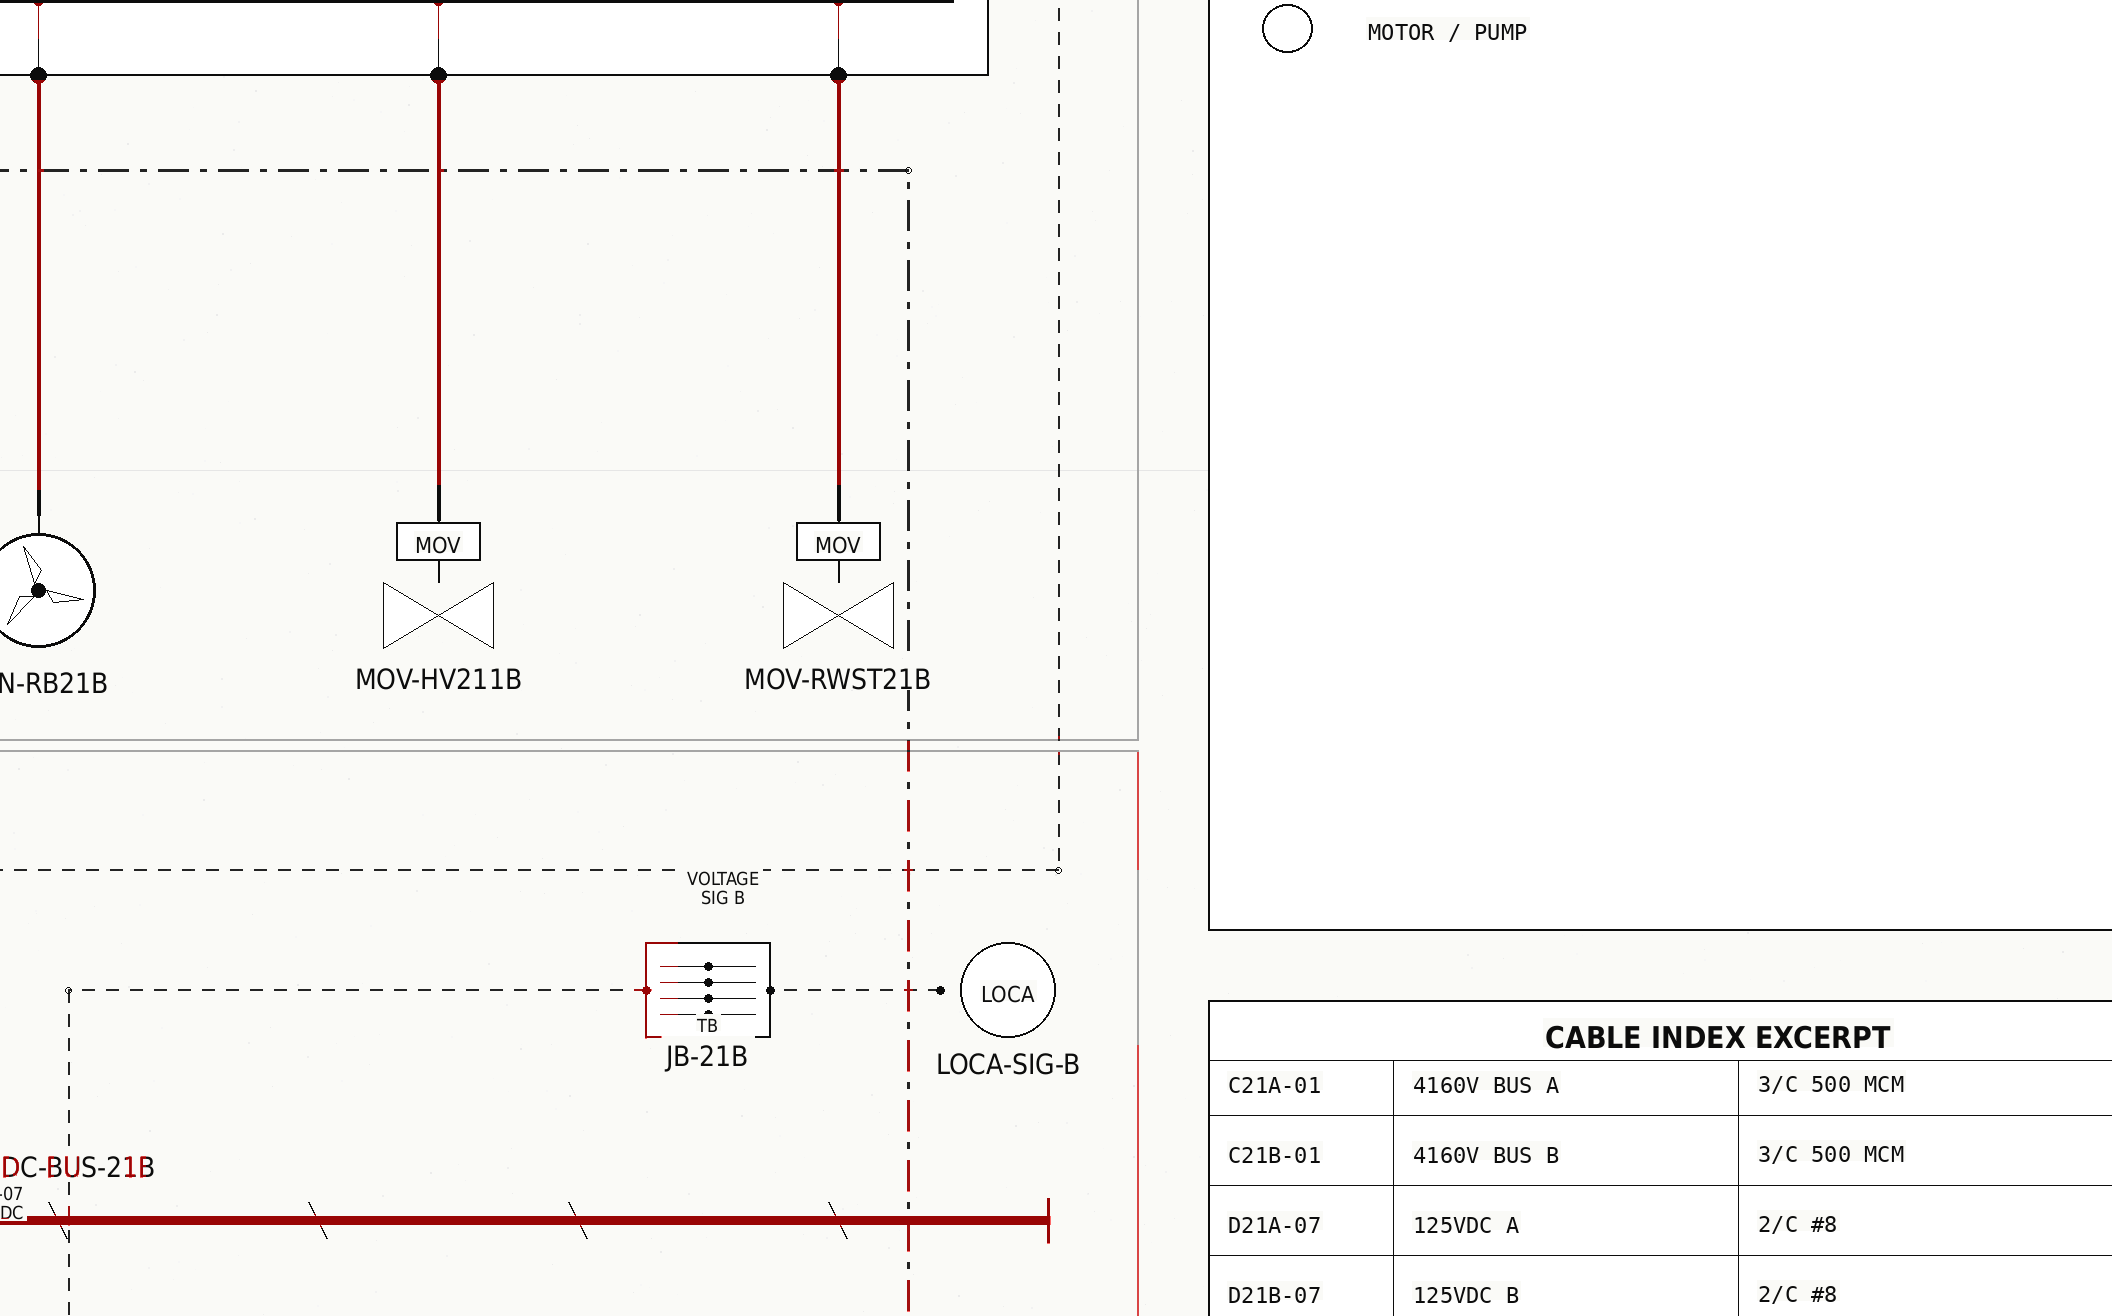 MOTOR / PUMP
MOV
MOV
N-RB21B
MOV-HV211B
MOV-RWST21B
VOLTAGE
SIG B
TB
JB-21B
LOCA
LOCA-SIG-B
DC-BUS-21B
-07
DC
CABLE INDEX EXCERPT
C21A-01 4160V BUS A 3/C 500 MCM
C21B-01 4160V BUS B 3/C 500 MCM
D21A-07 125VDC A 2/C #8
D21B-07 125VDC B 2/C #8